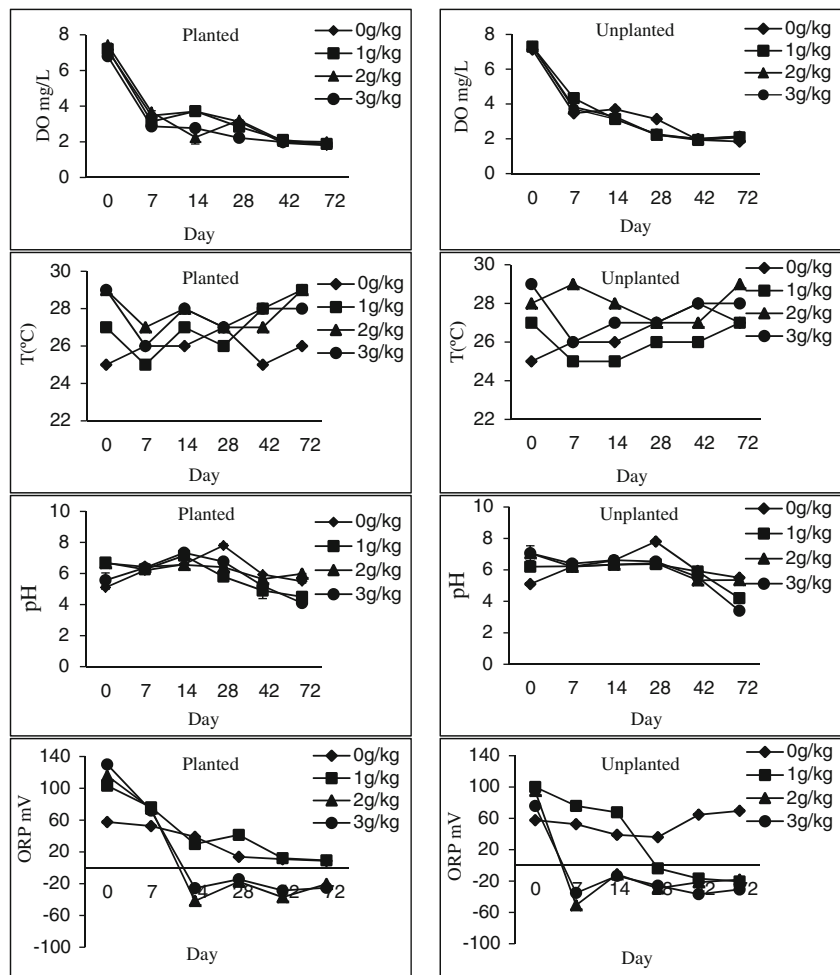 Planted
0g/kg
1g/kg
2g/kg
3g/kg
DO mg/L
8
6
4
2
0
0 7 14 28 42 72
Day
Unplanted
0g/kg
1g/kg
2g/kg
3g/kg
DO mg/L
8
6
4
2
0
0 7 14 28 42 72
Day
Planted
0g/kg
1g/kg
2g/kg
3g/kg
T(ºC)
30
28
26
24
22
0 7 14 28 42 72
Day
Unplanted
0g/kg
1g/kg
2g/kg
3g/kg
T(ºC)
30
28
26
24
22
0 7 14 28 42 72
Day
Planted
0g/kg
1g/kg
2g/kg
3g/kg
pH
10
8
6
4
2
0
0 7 14 28 42 72
Day
Unplanted
0g/kg
1g/kg
2g/kg
3g/kg
pH
10
8
6
4
2
0
0 7 14 28 42 72
Day
Planted
0g/kg
1g/kg
2g/kg
3g/kg
ORP mV
140
100
60
20
-20
-60
-100
0 7 14 28 42 72
Day
Unplanted
0g/kg
1g/kg
2g/kg
3g/kg
ORP mV
140
100
60
20
-20
-60
-100
0 7 14 28 42 72
Day